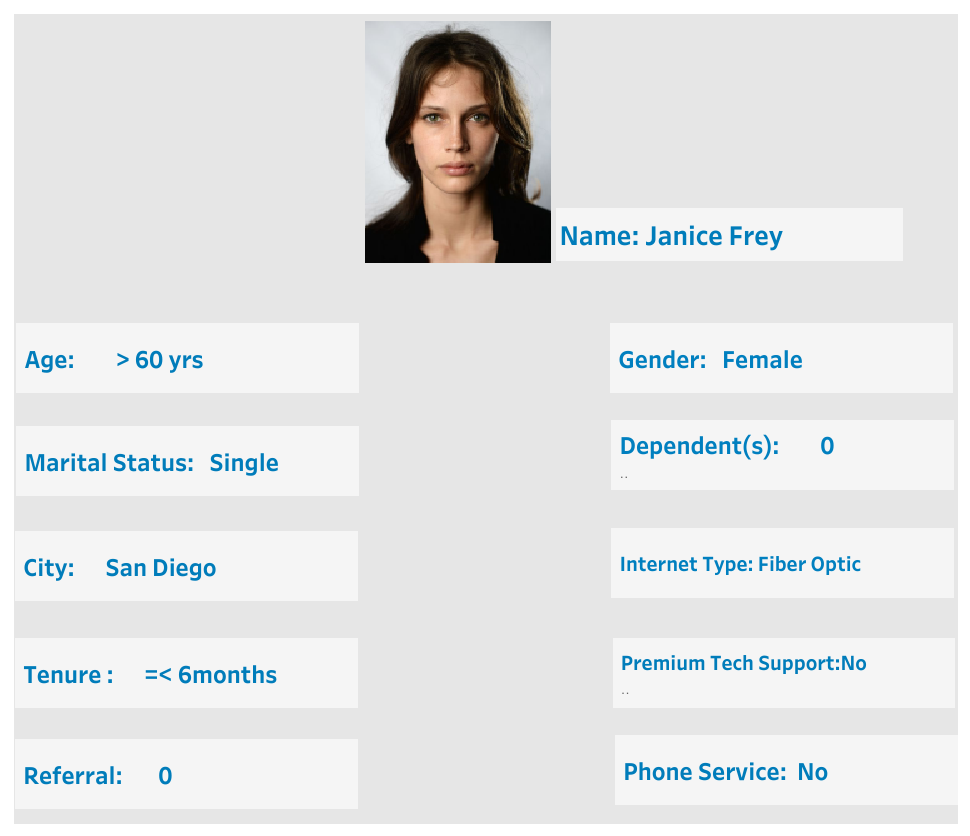 Name: Janice Frey
Age: > 60 yrs
Gender: Female
Marital Status: Single
Dependent(s): 0
..
City: San Diego
Internet Type: Fiber Optic
Tenure : =< 6months
Premium Tech Support:No
..
Referral: 0
Phone Service: No